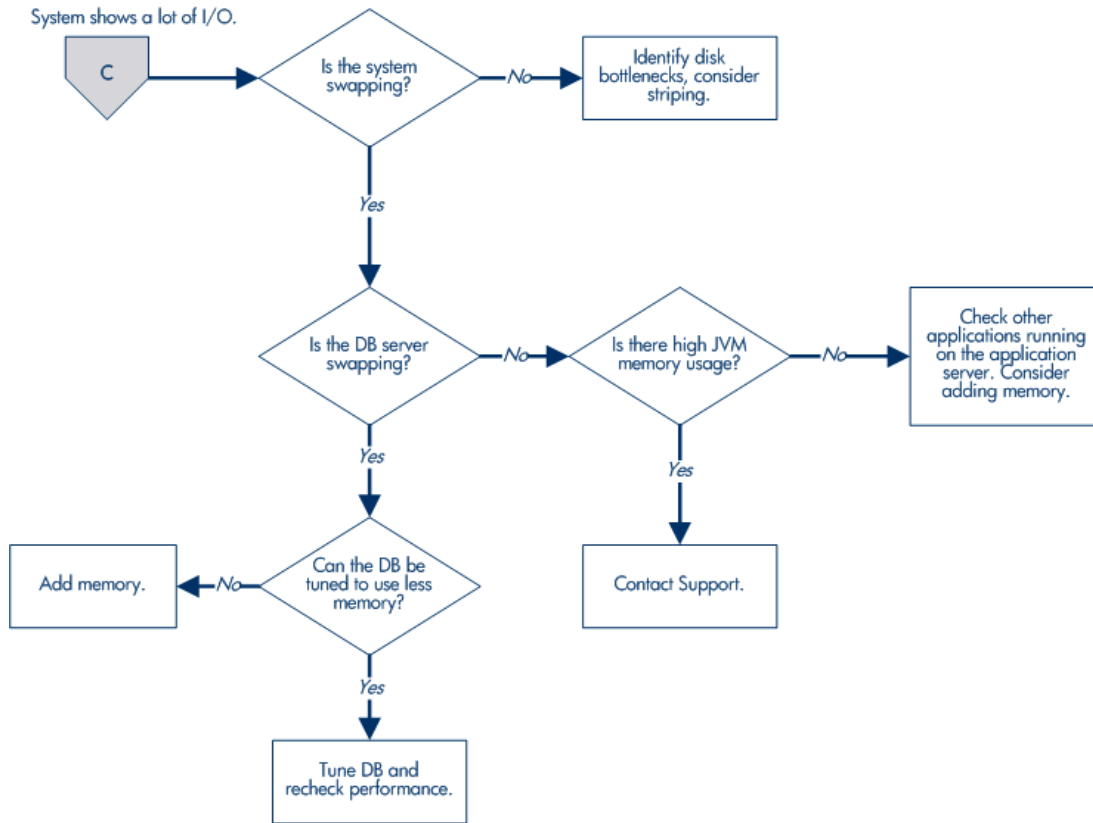 System shows a lot of I/O.
C
Is the system
swapping?
No
Identify disk
bottlenecks, consider
striping.
Yes
Is the DB server
swapping?
No
Is there high JVM
memory usage?
No
Check other
applications running
on the application
server. Consider
adding memory.
Yes
Yes
Add memory.
No
Can the DB be
tuned to use less
memory?
Contact Support.
Yes
Tune DB and
recheck performance.